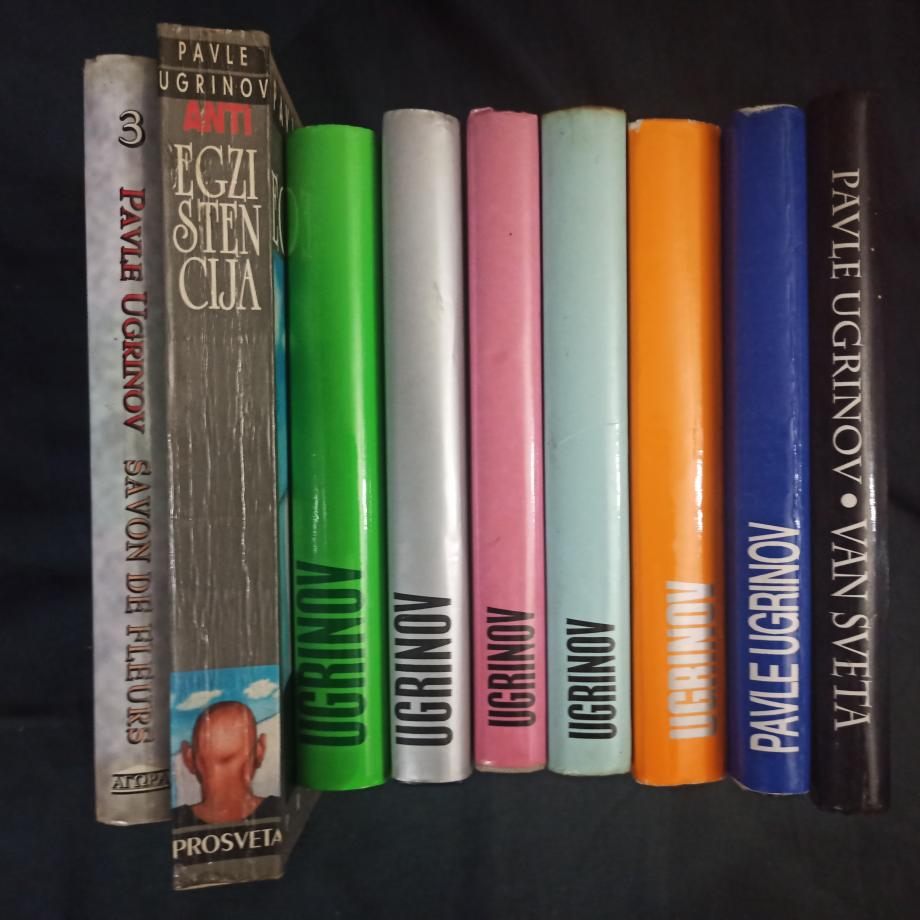 3 PAVLE UGRINOV SAVON DE FLEURS
ΑΓΟΡΑ
PAVLE
UGRINOV
ANTI
EGZI
STEN
CIJA
PROSVETA
UGRINOV
UGRINOV
UGRINOV
UGRINOV
UGRINOV
PAVLE UGRINOV
PAVLE UGRINOV • VAN SVETA